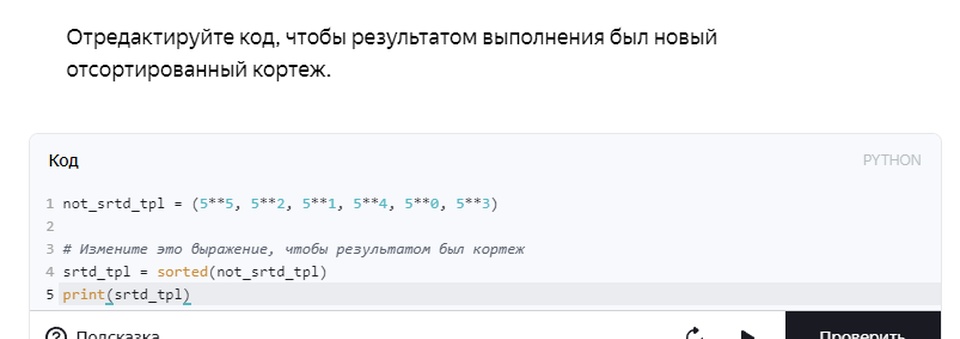 Отредактируйте код, чтобы результатом выполнения был новый
отсортированный кортеж.
Код
PYTHON
1 not_srtd_tpl = (5**5, 5**2, 5**1, 5**4, 5**0, 5**3)
2
3 # Измените это выражение, чтобы результатом был кортеж
4 srtd_tpl = sorted(not_srtd_tpl)
5 print(srtd_tpl)
Подсказка
Проверить